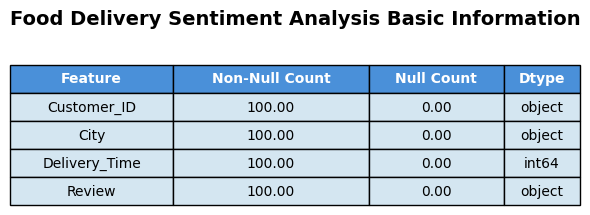 Food Delivery Sentiment Analysis Basic Information
Feature Non-Null Count Null Count Dtype
Customer_ID 100.00 0.00 object
City 100.00 0.00 object
Delivery_Time 100.00 0.00 int64
Review 100.00 0.00 object